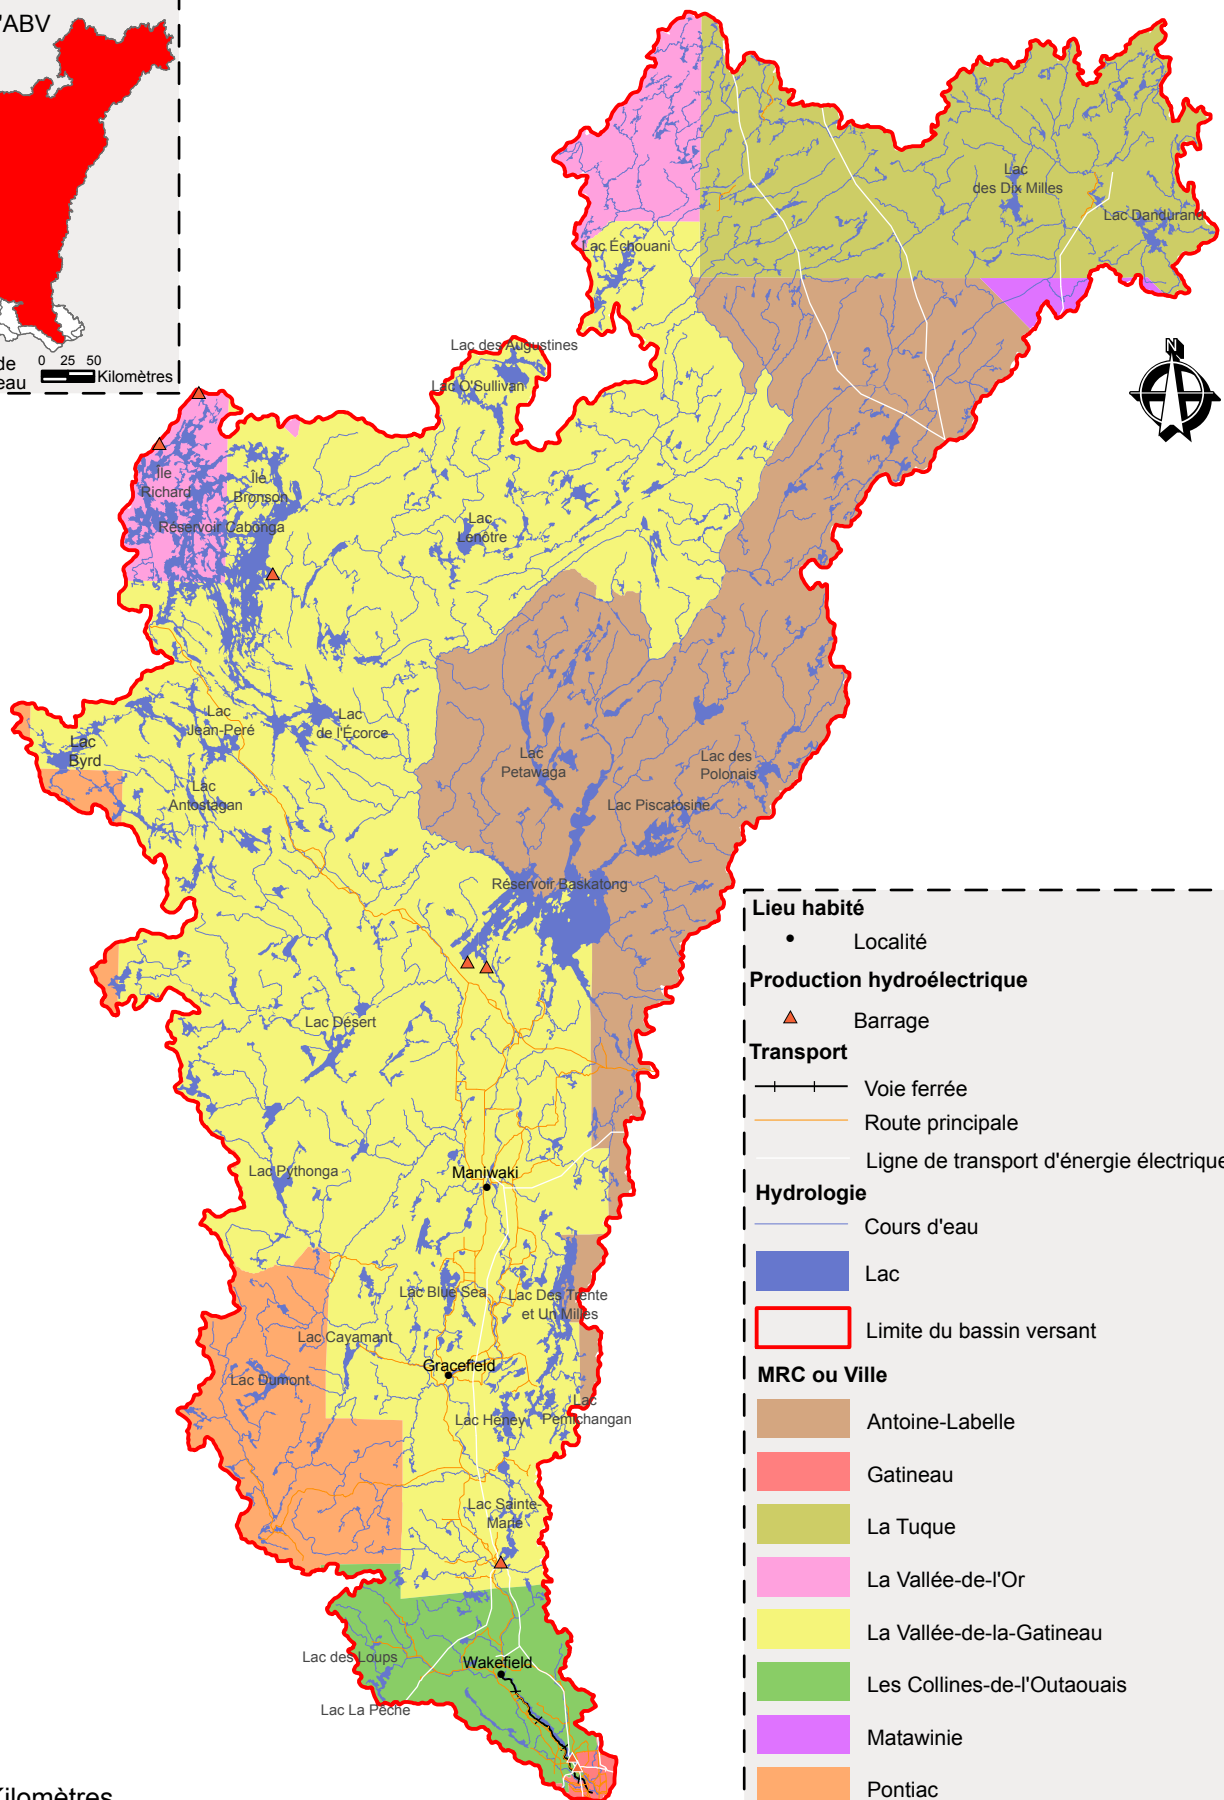 'ABV
de
eau
0 25 50
Kilomètres
Lac
des Dix Milles
Lac Dandurand
Lac Échouani
Lac des Augustines
Lac O'Sullivan
N
Île
Richard
Île
Bronson
Réservoir Cabonga
Lac
Lenôtre
Lac
Jean-Peré
Lac
de l'Écorce
Lac
Byrd
Lac
Antostagan
Lac
Petawaga
Lac des
Polonais
Lac Piscatosine
Réservoir Baskatong
Lac Désert
Lac Pythonga
Maniwaki
Lac Blue Sea
Lac Des Trente
et Un Milles
Lac Cayamant
Gracefield
Lac Dumont
Lac Heney
Lac
Pemichangan
Lac Sainte-
Marie
Lac des Loups
Wakefield
Lac La Pêche
Kilomètres
Lieu habité
Localité
Production hydroélectrique
Barrage
Transport
Voie ferrée
Route principale
Ligne de transport d'énergie électrique
Hydrologie
Cours d'eau
Lac
Limite du bassin versant
MRC ou Ville
Antoine-Labelle
Gatineau
La Tuque
La Vallée-de-l'Or
La Vallée-de-la-Gatineau
Les Collines-de-l'Outaouais
Matawinie
Pontiac